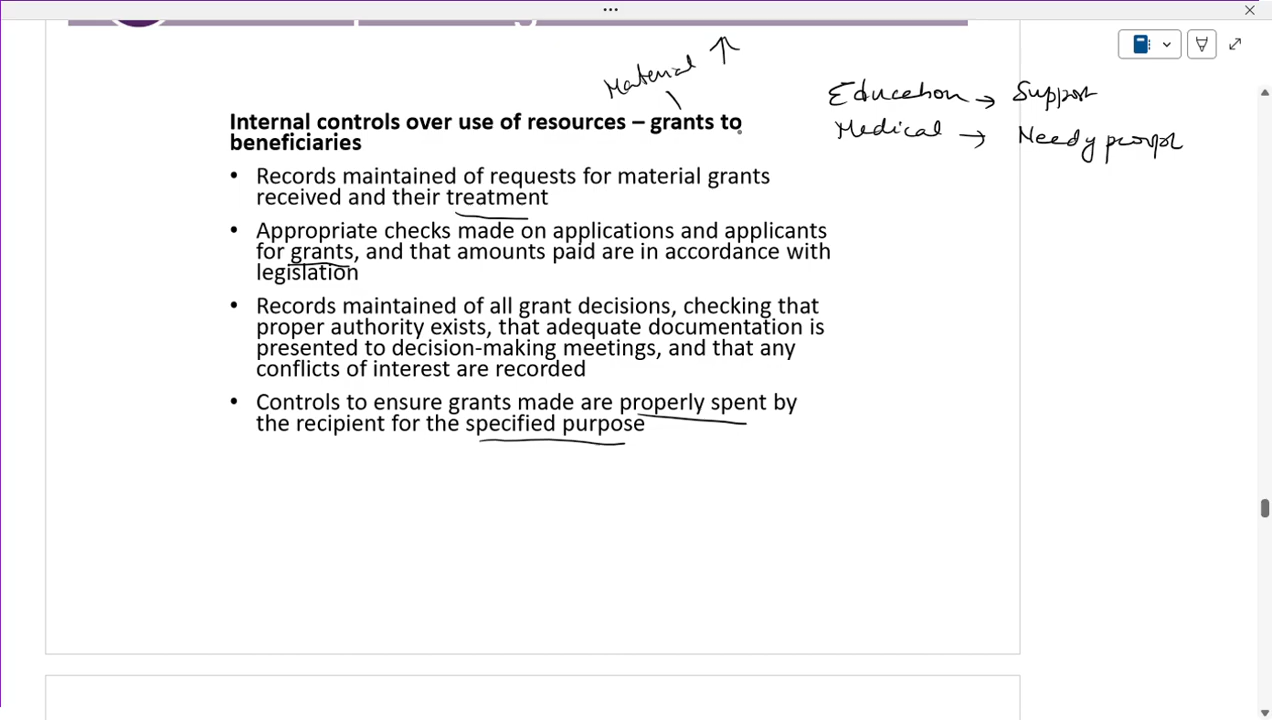 Material ↑
Education → Support
Medical → Needy
Internal controls over use of resources – grants to
beneficiaries
• Records maintained of requests for material grants
received and their treatment
• Appropriate checks made on applications and applicants
for grants, and that amounts paid are in accordance with
legislation
• Records maintained of all grant decisions, checking that
proper authority exists, that adequate documentation is
presented to decision-making meetings, and that any
conflicts of interest are recorded
• Controls to ensure grants made are properly spent by
the recipient for the specified purpose